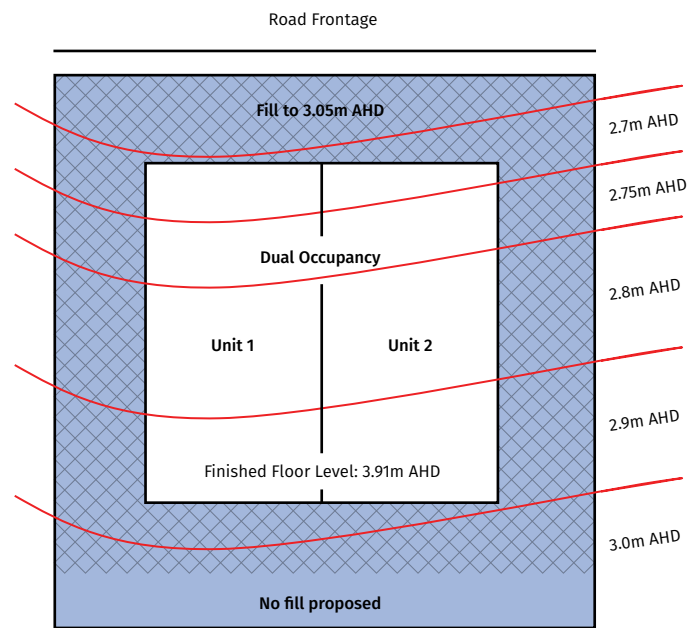 Road Frontage
Fill to 3.05m AHD
2.7m AHD
2.75m AHD
Dual Occupancy
2.8m AHD
Unit 1
Unit 2
2.9m AHD
Finished Floor Level: 3.91m AHD
3.0m AHD
No fill proposed